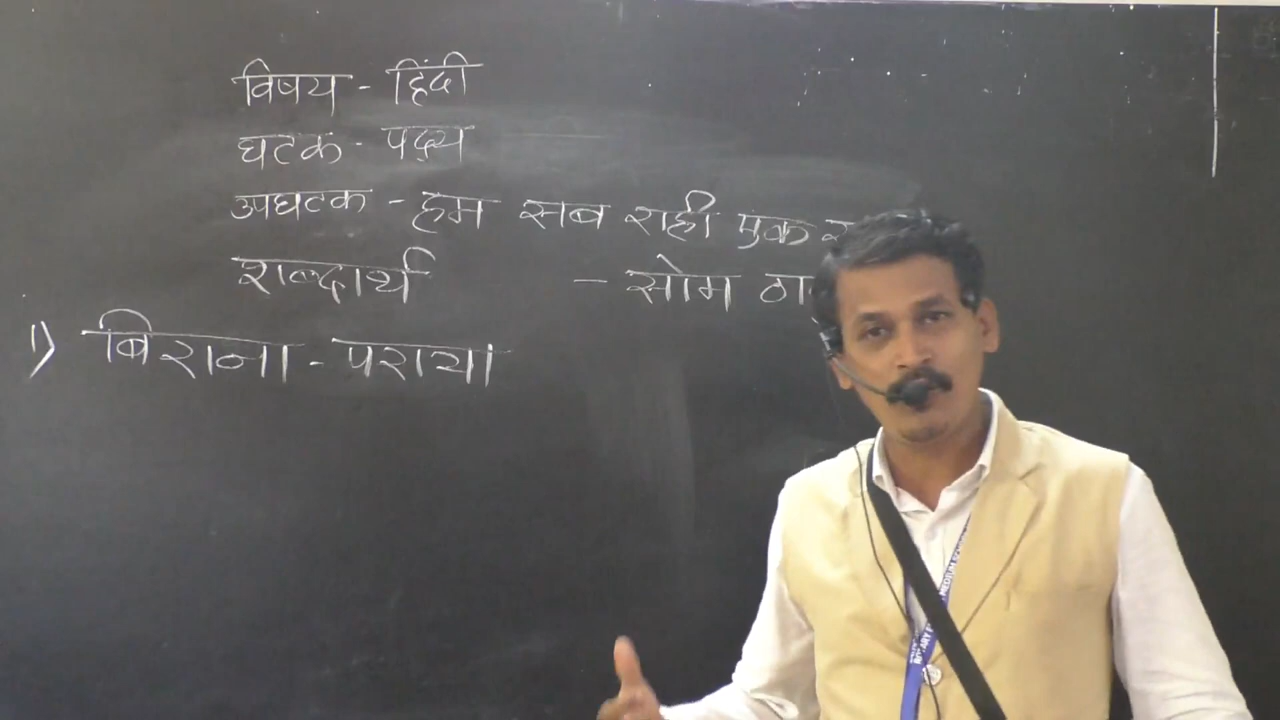 विषय - हिंदी
घटक - पद्य
उपघटक - हम सब राही एक
शब्दार्थ - सोम
1) बिराना - पराया